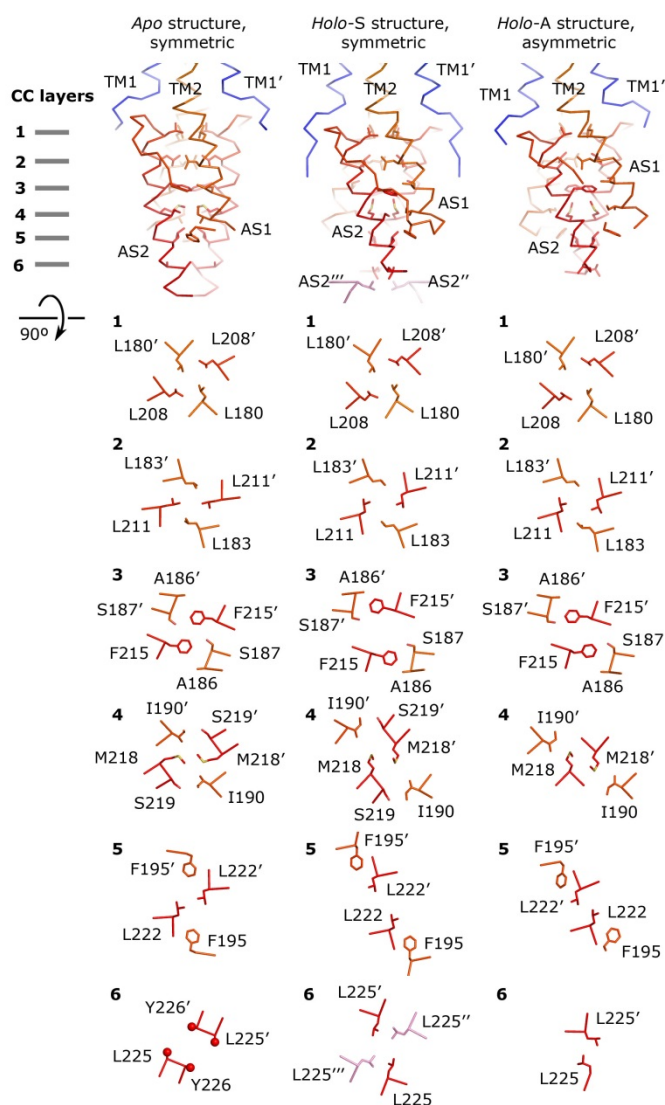 Apo structure, symmetric
Holo-S structure, symmetric
Holo-A structure, asymmetric
TM1 TM2 TM1′
TM1 TM2 TM1′
TM1 TM2 TM1′
CC layers
1
2
3
4
5
6
90º
AS2 AS1
AS2 AS1
AS2‴ AS2″
AS2 AS1
1 1 1
L180′ L208′ L180′ L208′ L180′ L208′
L208 L180 L208 L180 L208 L180
2 2 2
L183′ L211′ L183′ L211′ L183′ L211′
L211 L183 L211 L183 L211 L183
3 3 3
A186′ A186′ A186′
S187′ F215′ S187′ F215′ S187′ F215′
F215 S187 F215 S187 F215 S187
A186 A186 A186
4 4 4
I190′ S219′ I190′ S219′ I190′
M218 M218′ M218 M218′ M218 M218′
S219 I190 S219 I190 I190
5 5 5
F195′ L222′ F195′ L222′ F195′ L222′
L222 F195 L222 F195 L222 F195
6 6 6
Y226′ L225′ L225′ L225″ L225′
L225 Y226 L225‴ L225 L225